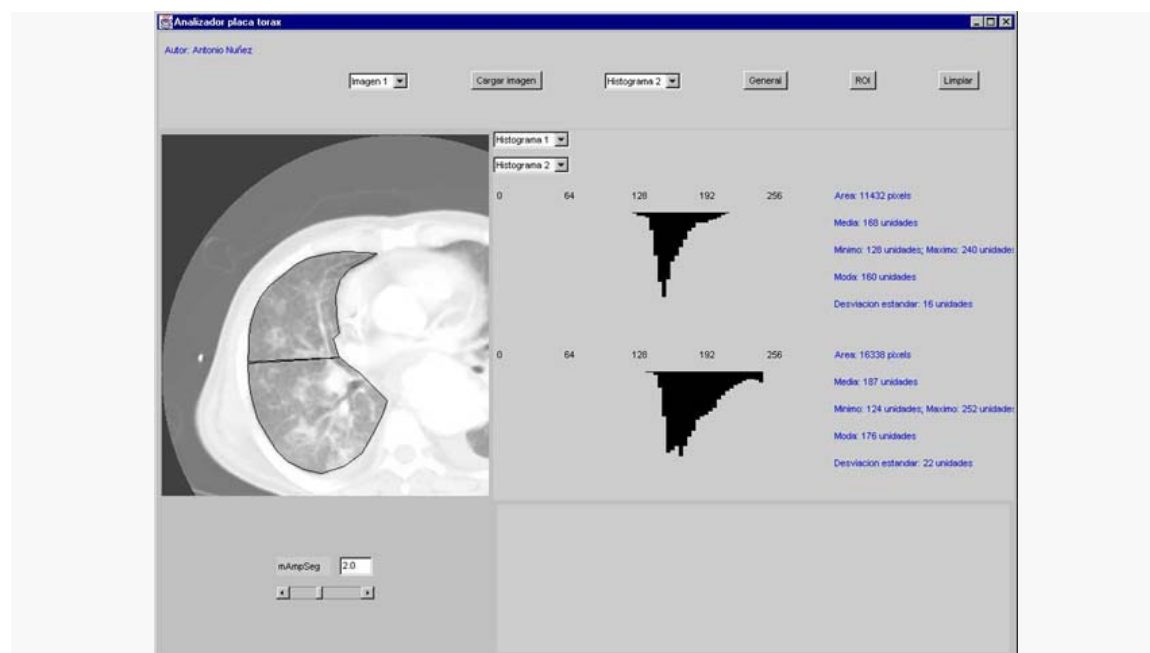 Analizador placa torax
Autor: Antonio Nuñez
Imagen 1 Cargar imagen Histograma 2 General ROI Limpiar
Histograma 1
Histograma 2
0 64 128 192 256
Area: 11432 pixels
Media: 168 unidades
Minimo: 128 unidades; Maximo: 240 unidades
Moda: 160 unidades
Desviacion estandar: 16 unidades
0 64 128 192 256
Area: 16338 pixels
Media: 187 unidades
Minimo: 124 unidades; Maximo: 252 unidades
Moda: 176 unidades
Desviacion estandar: 22 unidades
mAmpSeg 2.0